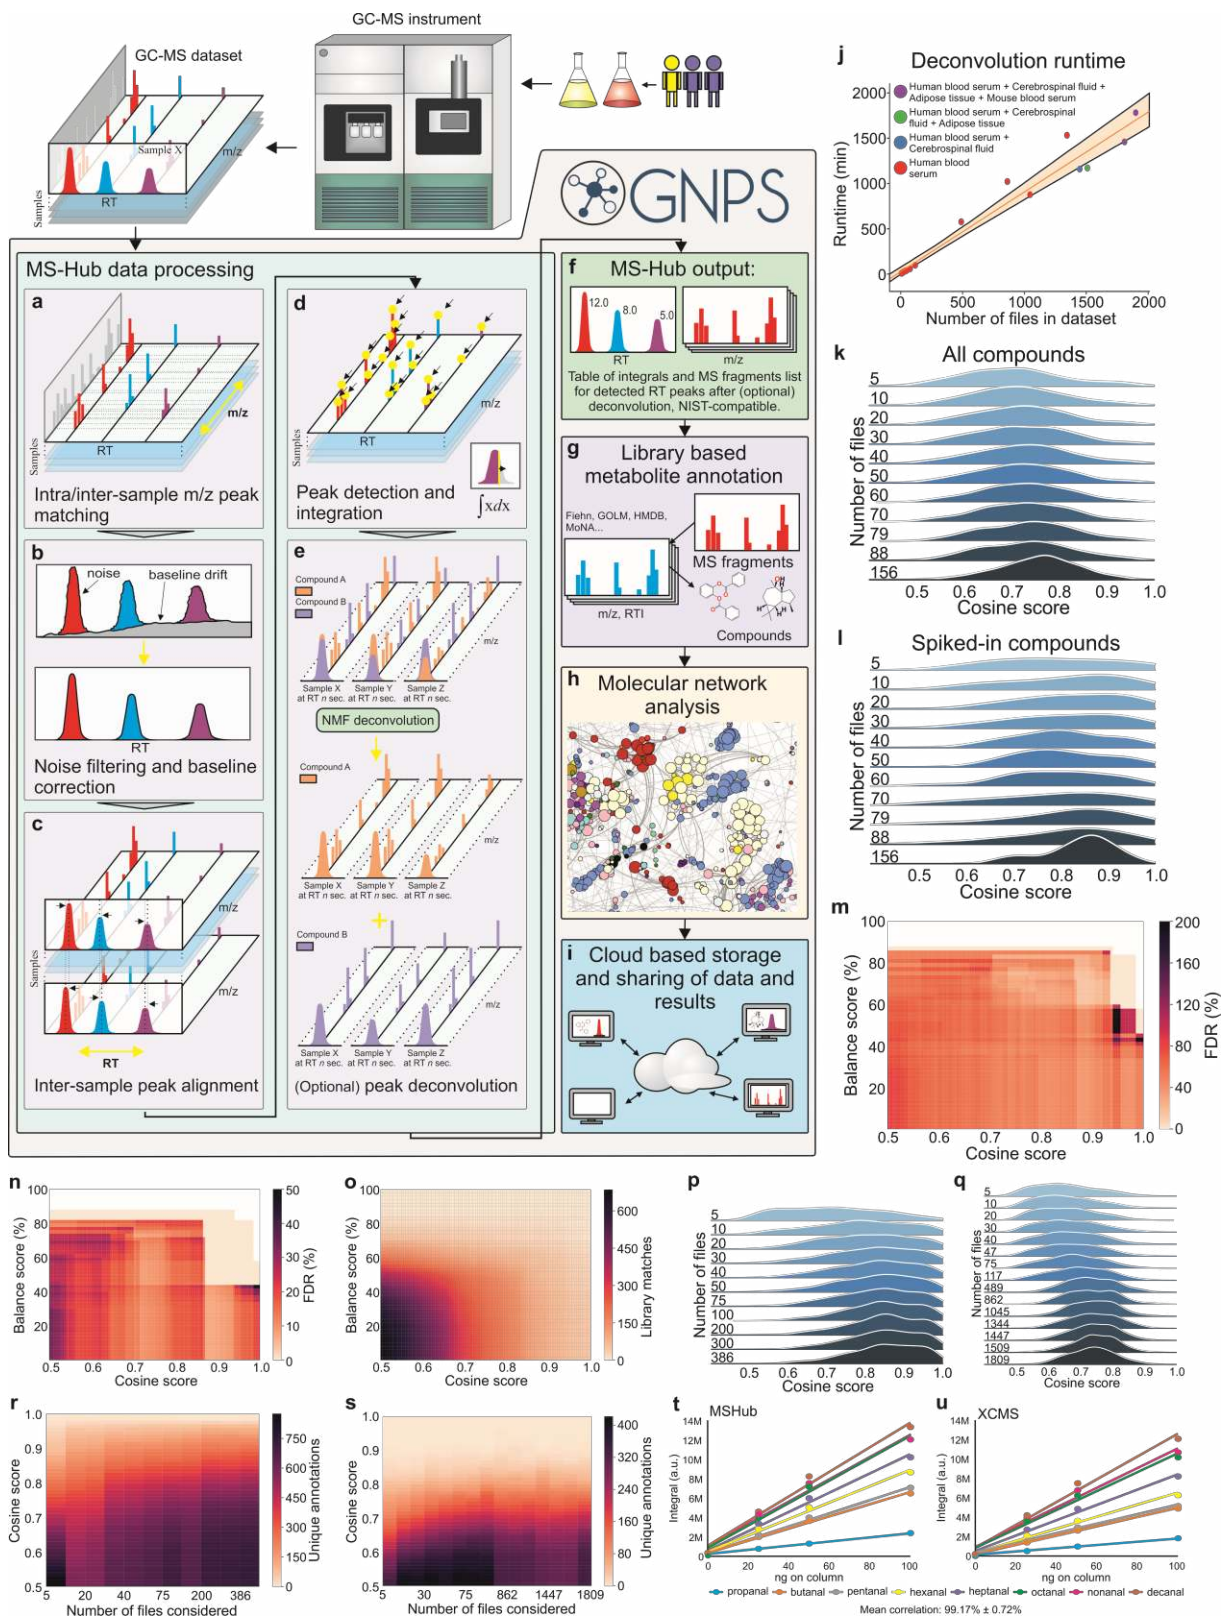 GC-MS instrument
GC-MS dataset
Sample X
m/z
RT
Samples
GNPS
MS-Hub data processing
a
m/z
RT
Samples
Intra/inter-sample m/z peak
matching
b
noise
baseline drift
RT
Noise filtering and baseline
correction
c
m/z
Samples
m/z
RT
Inter-sample peak alignment
d
m/z
RT
Samples
Peak detection and
integration
∫xdx
e
Compound A
Compound B
m/z
Sample X Sample Y Sample Z
at RT n sec. at RT n sec. at RT n sec.
NMF deconvolution
Compound A
m/z
Sample X Sample Y Sample Z
at RT n sec. at RT n sec. at RT n sec.
+
Compound B
m/z
Sample X Sample Y Sample Z
at RT n sec. at RT n sec. at RT n sec.
(Optional) peak deconvolution
f
MS-Hub output:
12.0
8.0
5.0
RT
m/z
Table of integrals and MS fragments list
for detected RT peaks after (optional)
deconvolution, NIST-compatible.
g
Library based
metabolite annotation
Fiehn, GOLM, HMDB,
MoNA...
MS fragments
m/z, RTI
Compounds
h
Molecular network
analysis
i
Cloud based storage
and sharing of data and
results
j
Deconvolution runtime
Human blood serum + Cerebrospinal fluid +
Adipose tissue + Mouse blood serum
Human blood serum + Cerebrospinal
fluid + Adipose tissue
Human blood serum +
Cerebrospinal fluid
Human blood
serum
Runtime (min)
2000
1500
1000
500
0
0 500 1000 1500 2000
Number of files in dataset
k
All compounds
Number of files
5
10
20
30
40
50
60
70
79
88
156
0.5 0.6 0.7 0.8 0.9 1.0
Cosine score
l
Spiked-in compounds
Number of files
5
10
20
30
40
50
60
70
79
88
156
0.5 0.6 0.7 0.8 0.9 1.0
Cosine score
m
Balance score (%)
100
80
60
40
20
0.5 0.6 0.7 0.8 0.9 1.0
Cosine score
200
160
120
80
40
0
FDR (%)
n
Balance score (%)
100
80
60
40
20
0.5 0.6 0.7 0.8 0.9 1.0
Cosine score
50
40
30
20
10
0
FDR (%)
o
Balance score (%)
100
80
60
40
20
0.5 0.6 0.7 0.8 0.9 1.0
Cosine score
600
450
300
150
0
Library matches
p
Number of files
5
10
20
30
40
50
75
100
200
300
386
0.5 0.6 0.7 0.8 0.9 1.0
Cosine score
q
Number of files
5
10
20
30
40
47
75
117
489
862
1045
1344
1447
1509
1809
0.5 0.6 0.7 0.8 0.9 1.0
Cosine score
r
Cosine score
1.0
0.9
0.8
0.7
0.6
0.5
5 20 40 75 200 386
Number of files considered
750
600
450
300
150
0
Unique annotations
s
Cosine score
1.0
0.9
0.8
0.7
0.6
0.5
5 30 75 862 1447 1809
Number of files considered
400
320
240
160
80
0
Unique annotations
t
MSHub
Integral (a.u.)
14M
12M
10M
8M
6M
4M
2M
0
0 20 40 60 80 100
ng on column
u
XCMS
Integral (a.u.)
14M
12M
10M
8M
6M
4M
2M
0
0 20 40 60 80 100
ng on column
propanal butanal pentanal hexanal heptanal octanal nonanal decanal
Mean correlation: 99.17% ± 0.72%